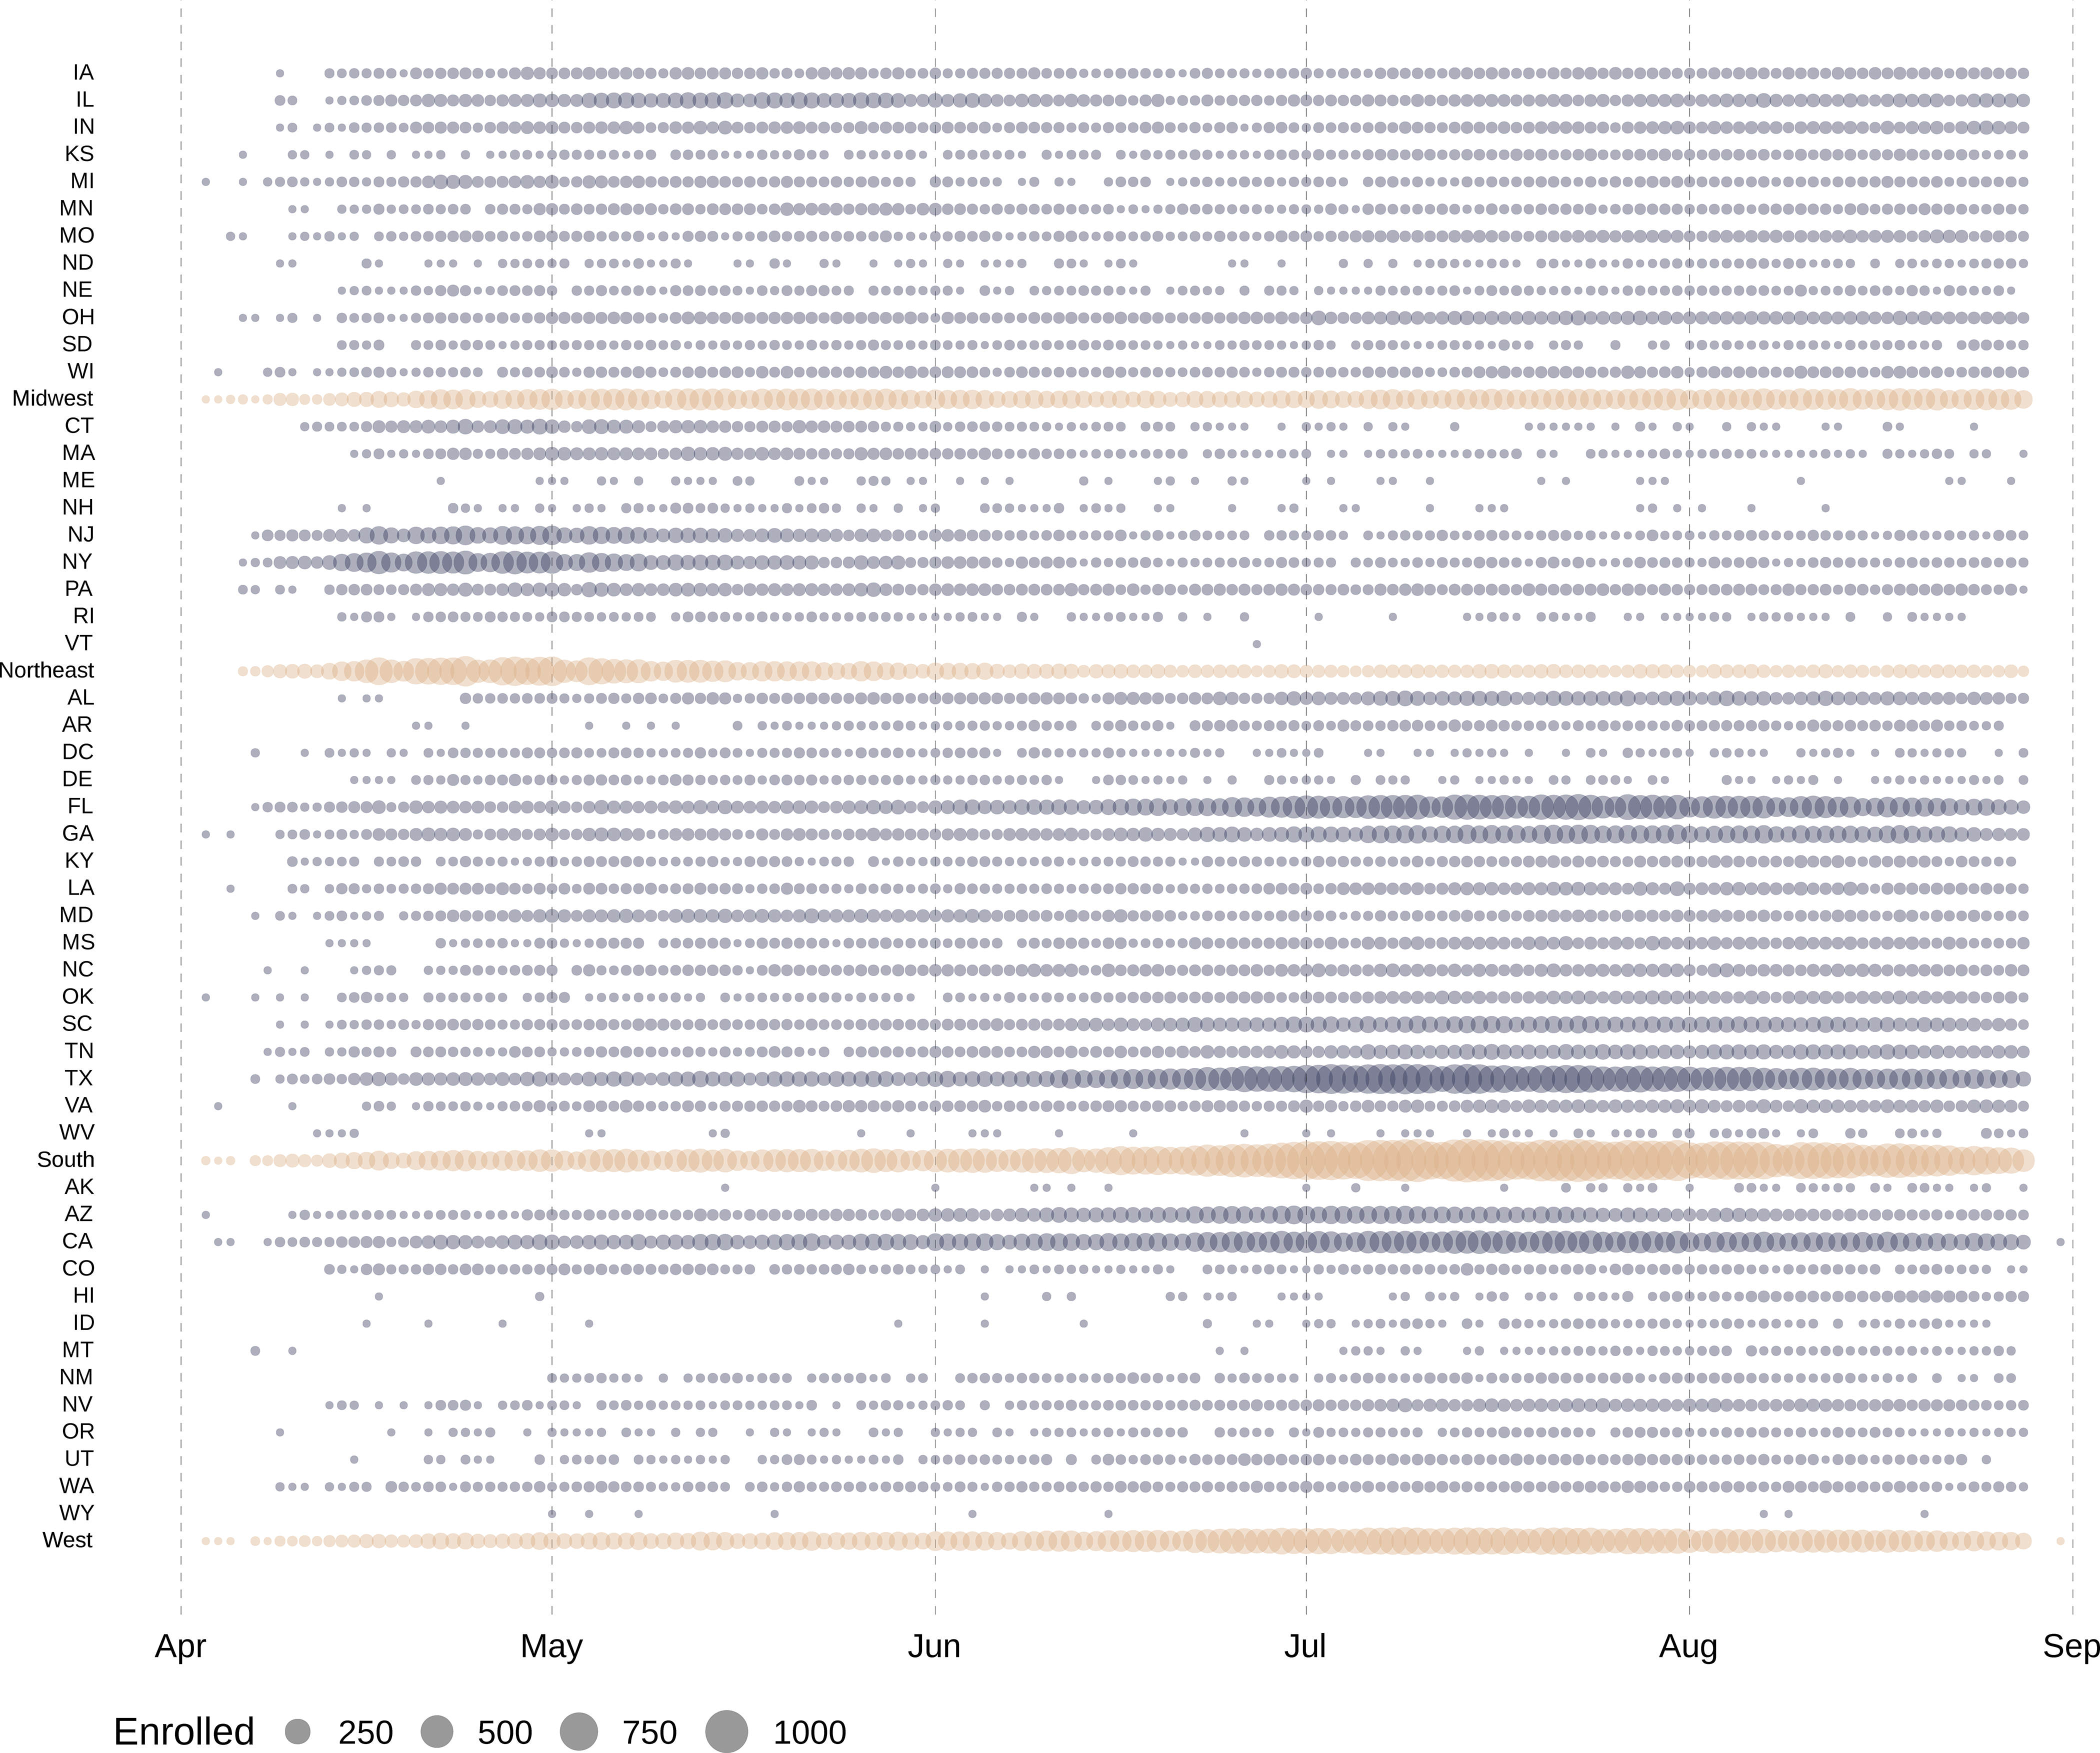 IA
IL
IN
KS
MI
MN
MO
ND
NE
OH
SD
WI
Midwest
CT
MA
ME
NH
NJ
NY
PA
RI
VT
Northeast
AL
AR
DC
DE
FL
GA
KY
LA
MD
MS
NC
OK
SC
TN
TX
VA
WV
South
AK
AZ
CA
CO
HI
ID
MT
NM
NV
OR
UT
WA
WY
West
Apr May Jun Jul Aug Sep
Enrolled 250 500 750 1000